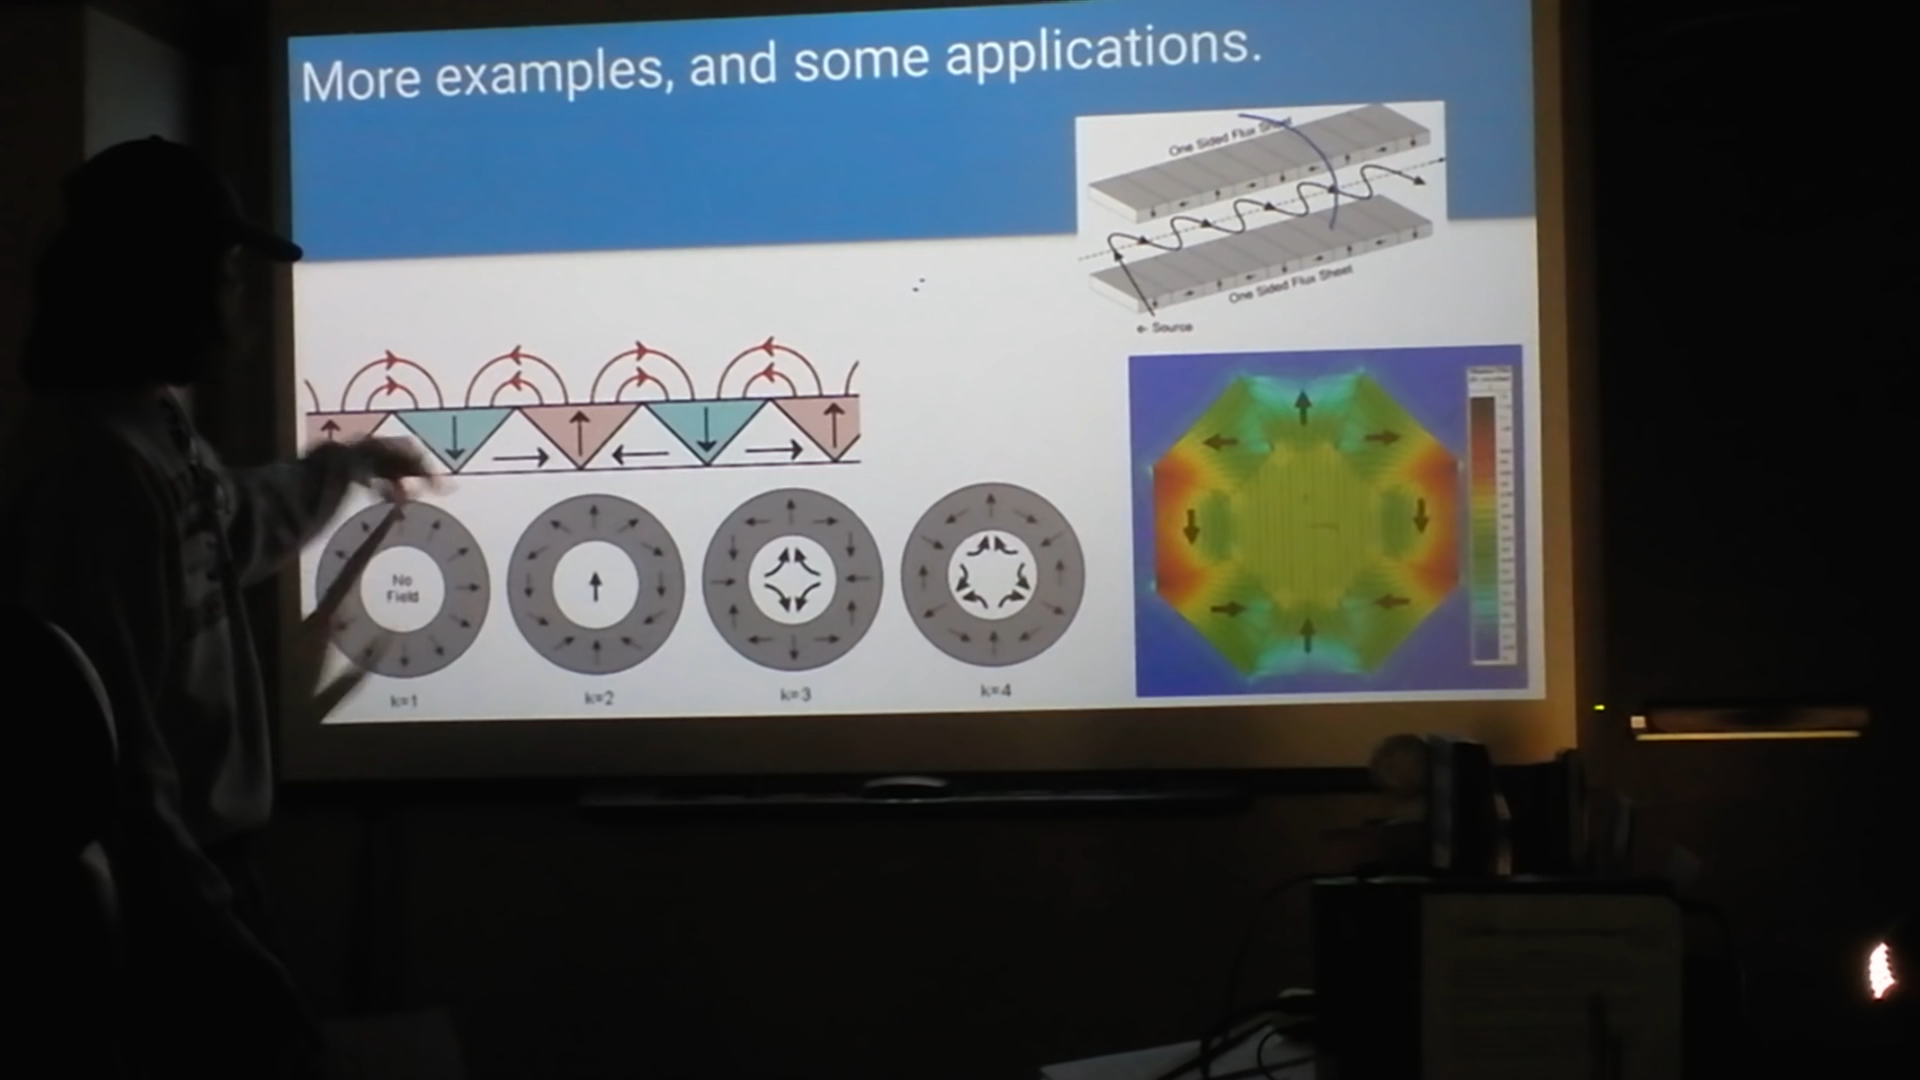 More examples, and some applications.
One Sided Flux Sheet
One Sided Flux Sheet
← Source
No
Field
k=1
k=2
k=3
k=4